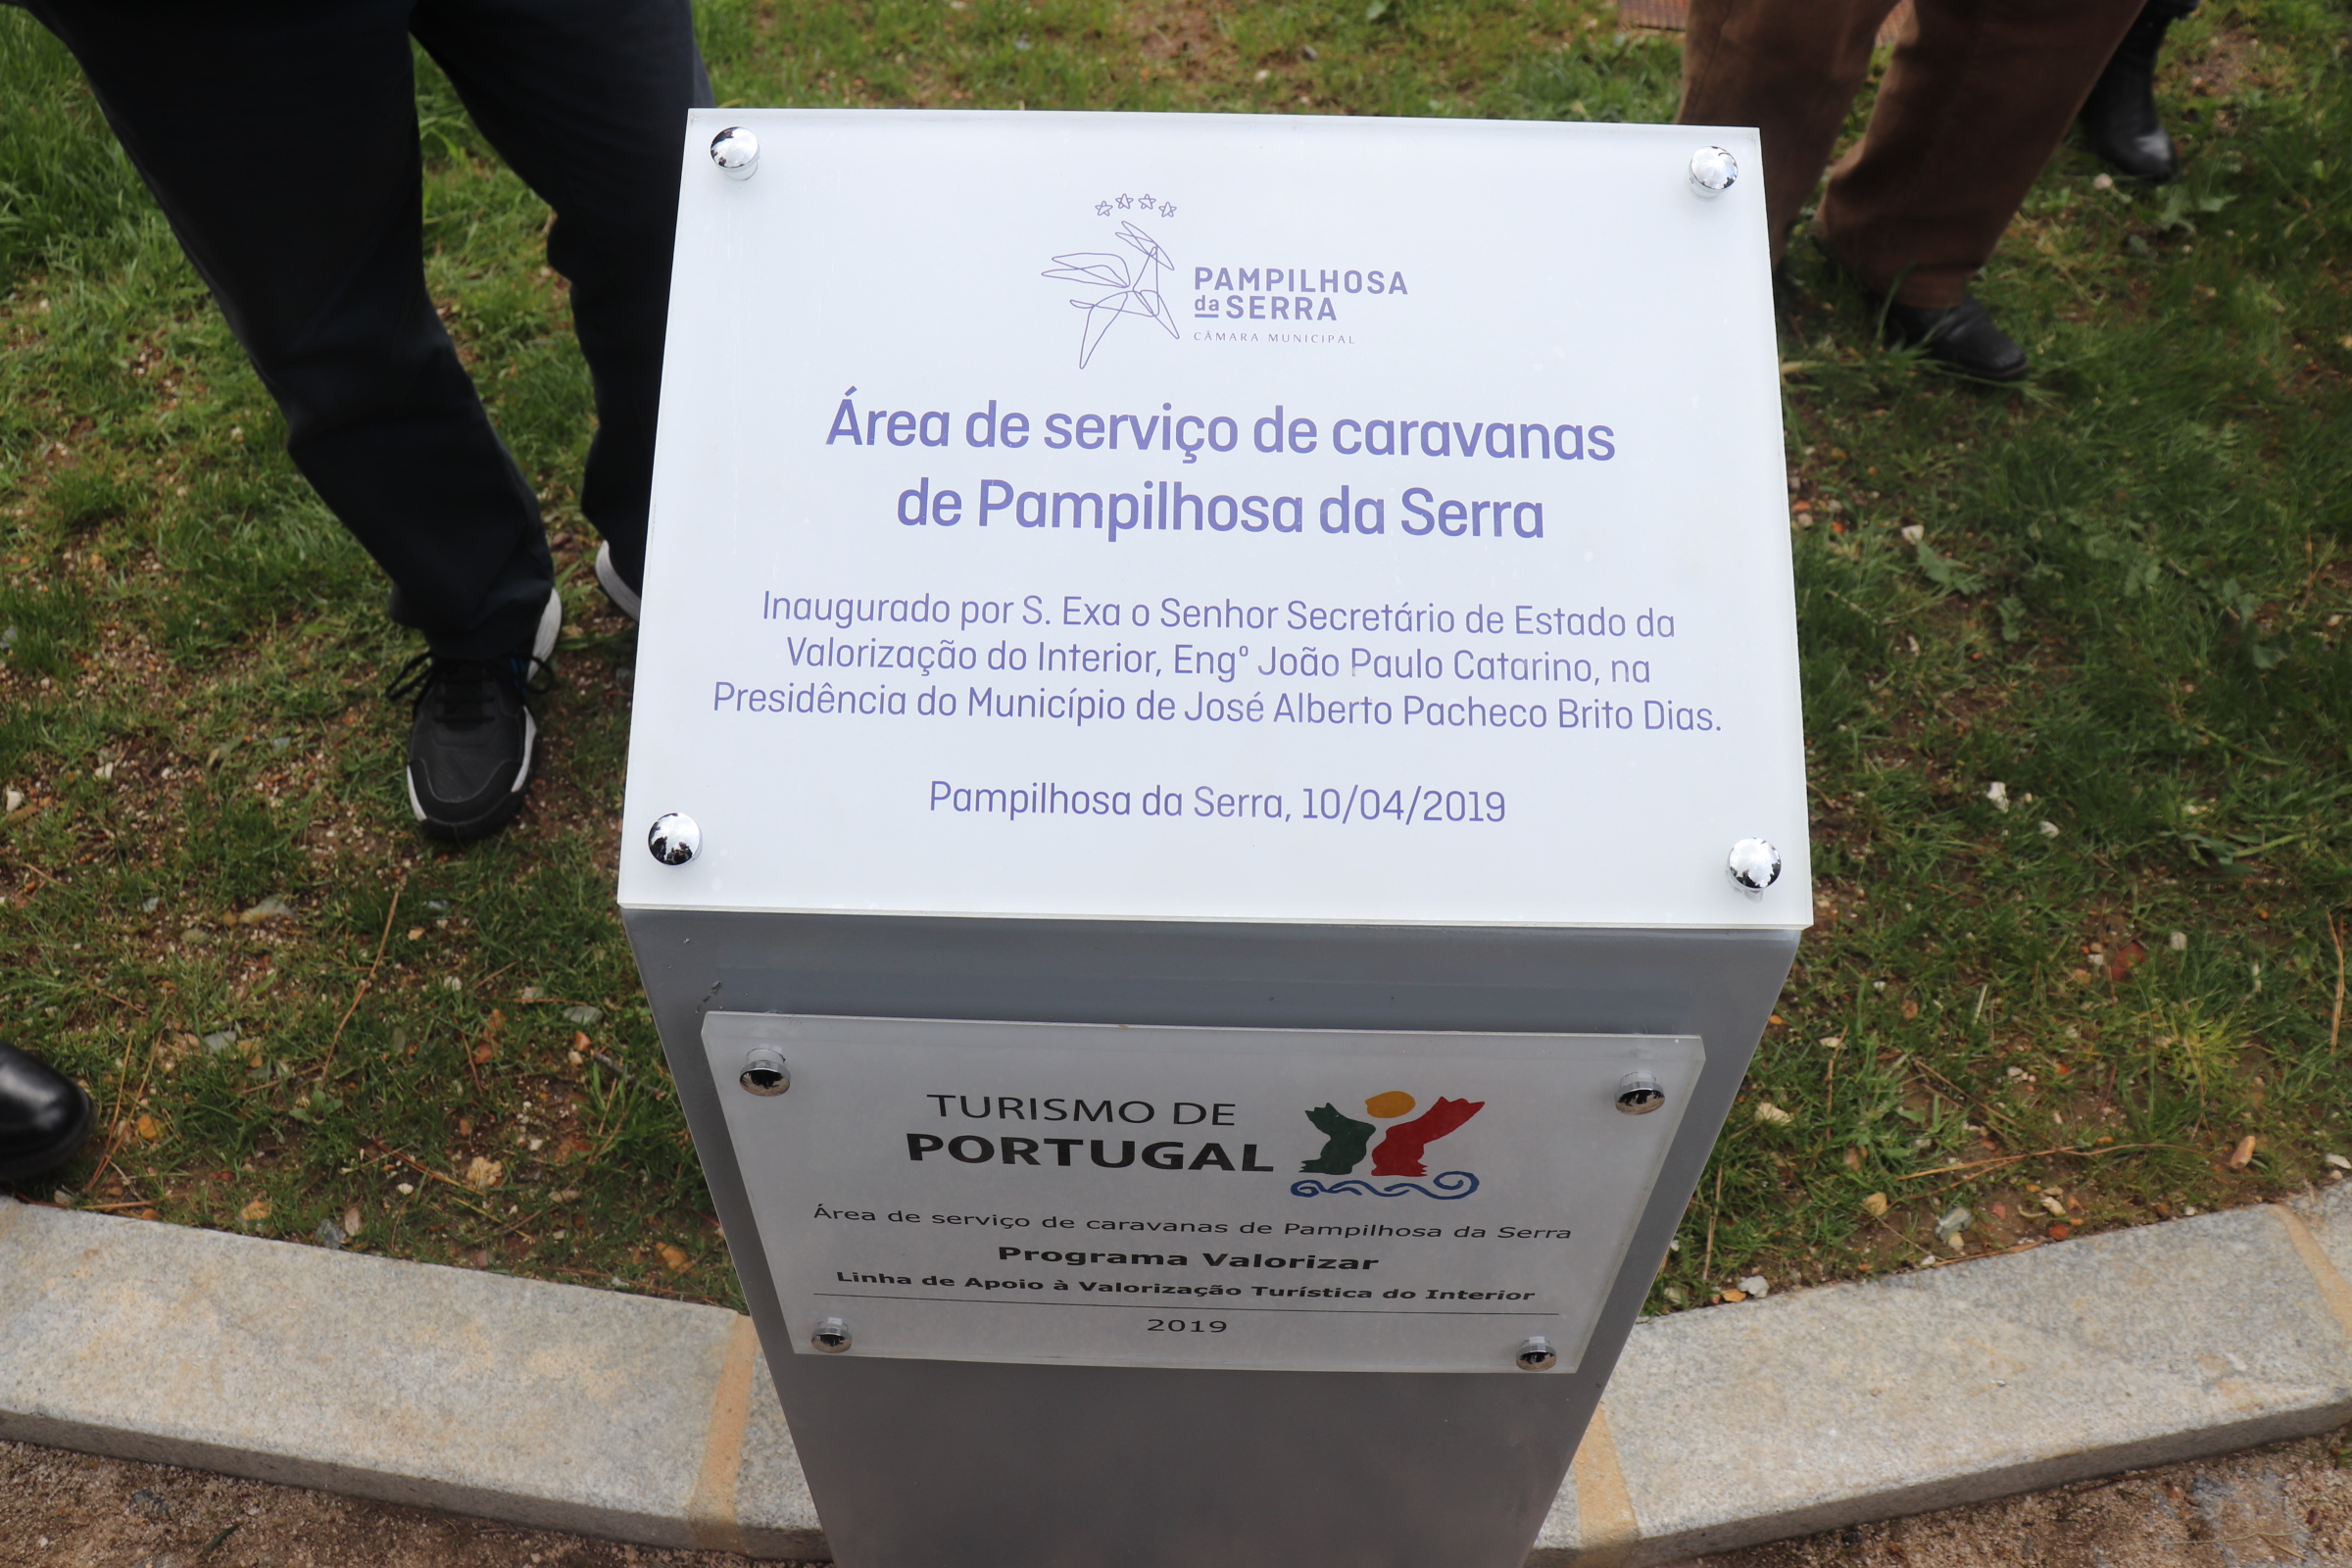 PAMPILHOSA
da SERRA
CÂMARA MUNICIPAL
Área de serviço de caravanas
de Pampilhosa da Serra
Inaugurado por S. Exa o Senhor Secretário de Estado da
Valorização do Interior, Engº João Paulo Catarino, na
Presidência do Município de José Alberto Pacheco Brito Dias.
Pampilhosa da Serra, 10/04/2019
TURISMO DE
PORTUGAL
Área de serviço de caravanas de Pampilhosa da Serra
Programa Valorizar
Linha de Apoio à Valorização Turística do Interior
2019